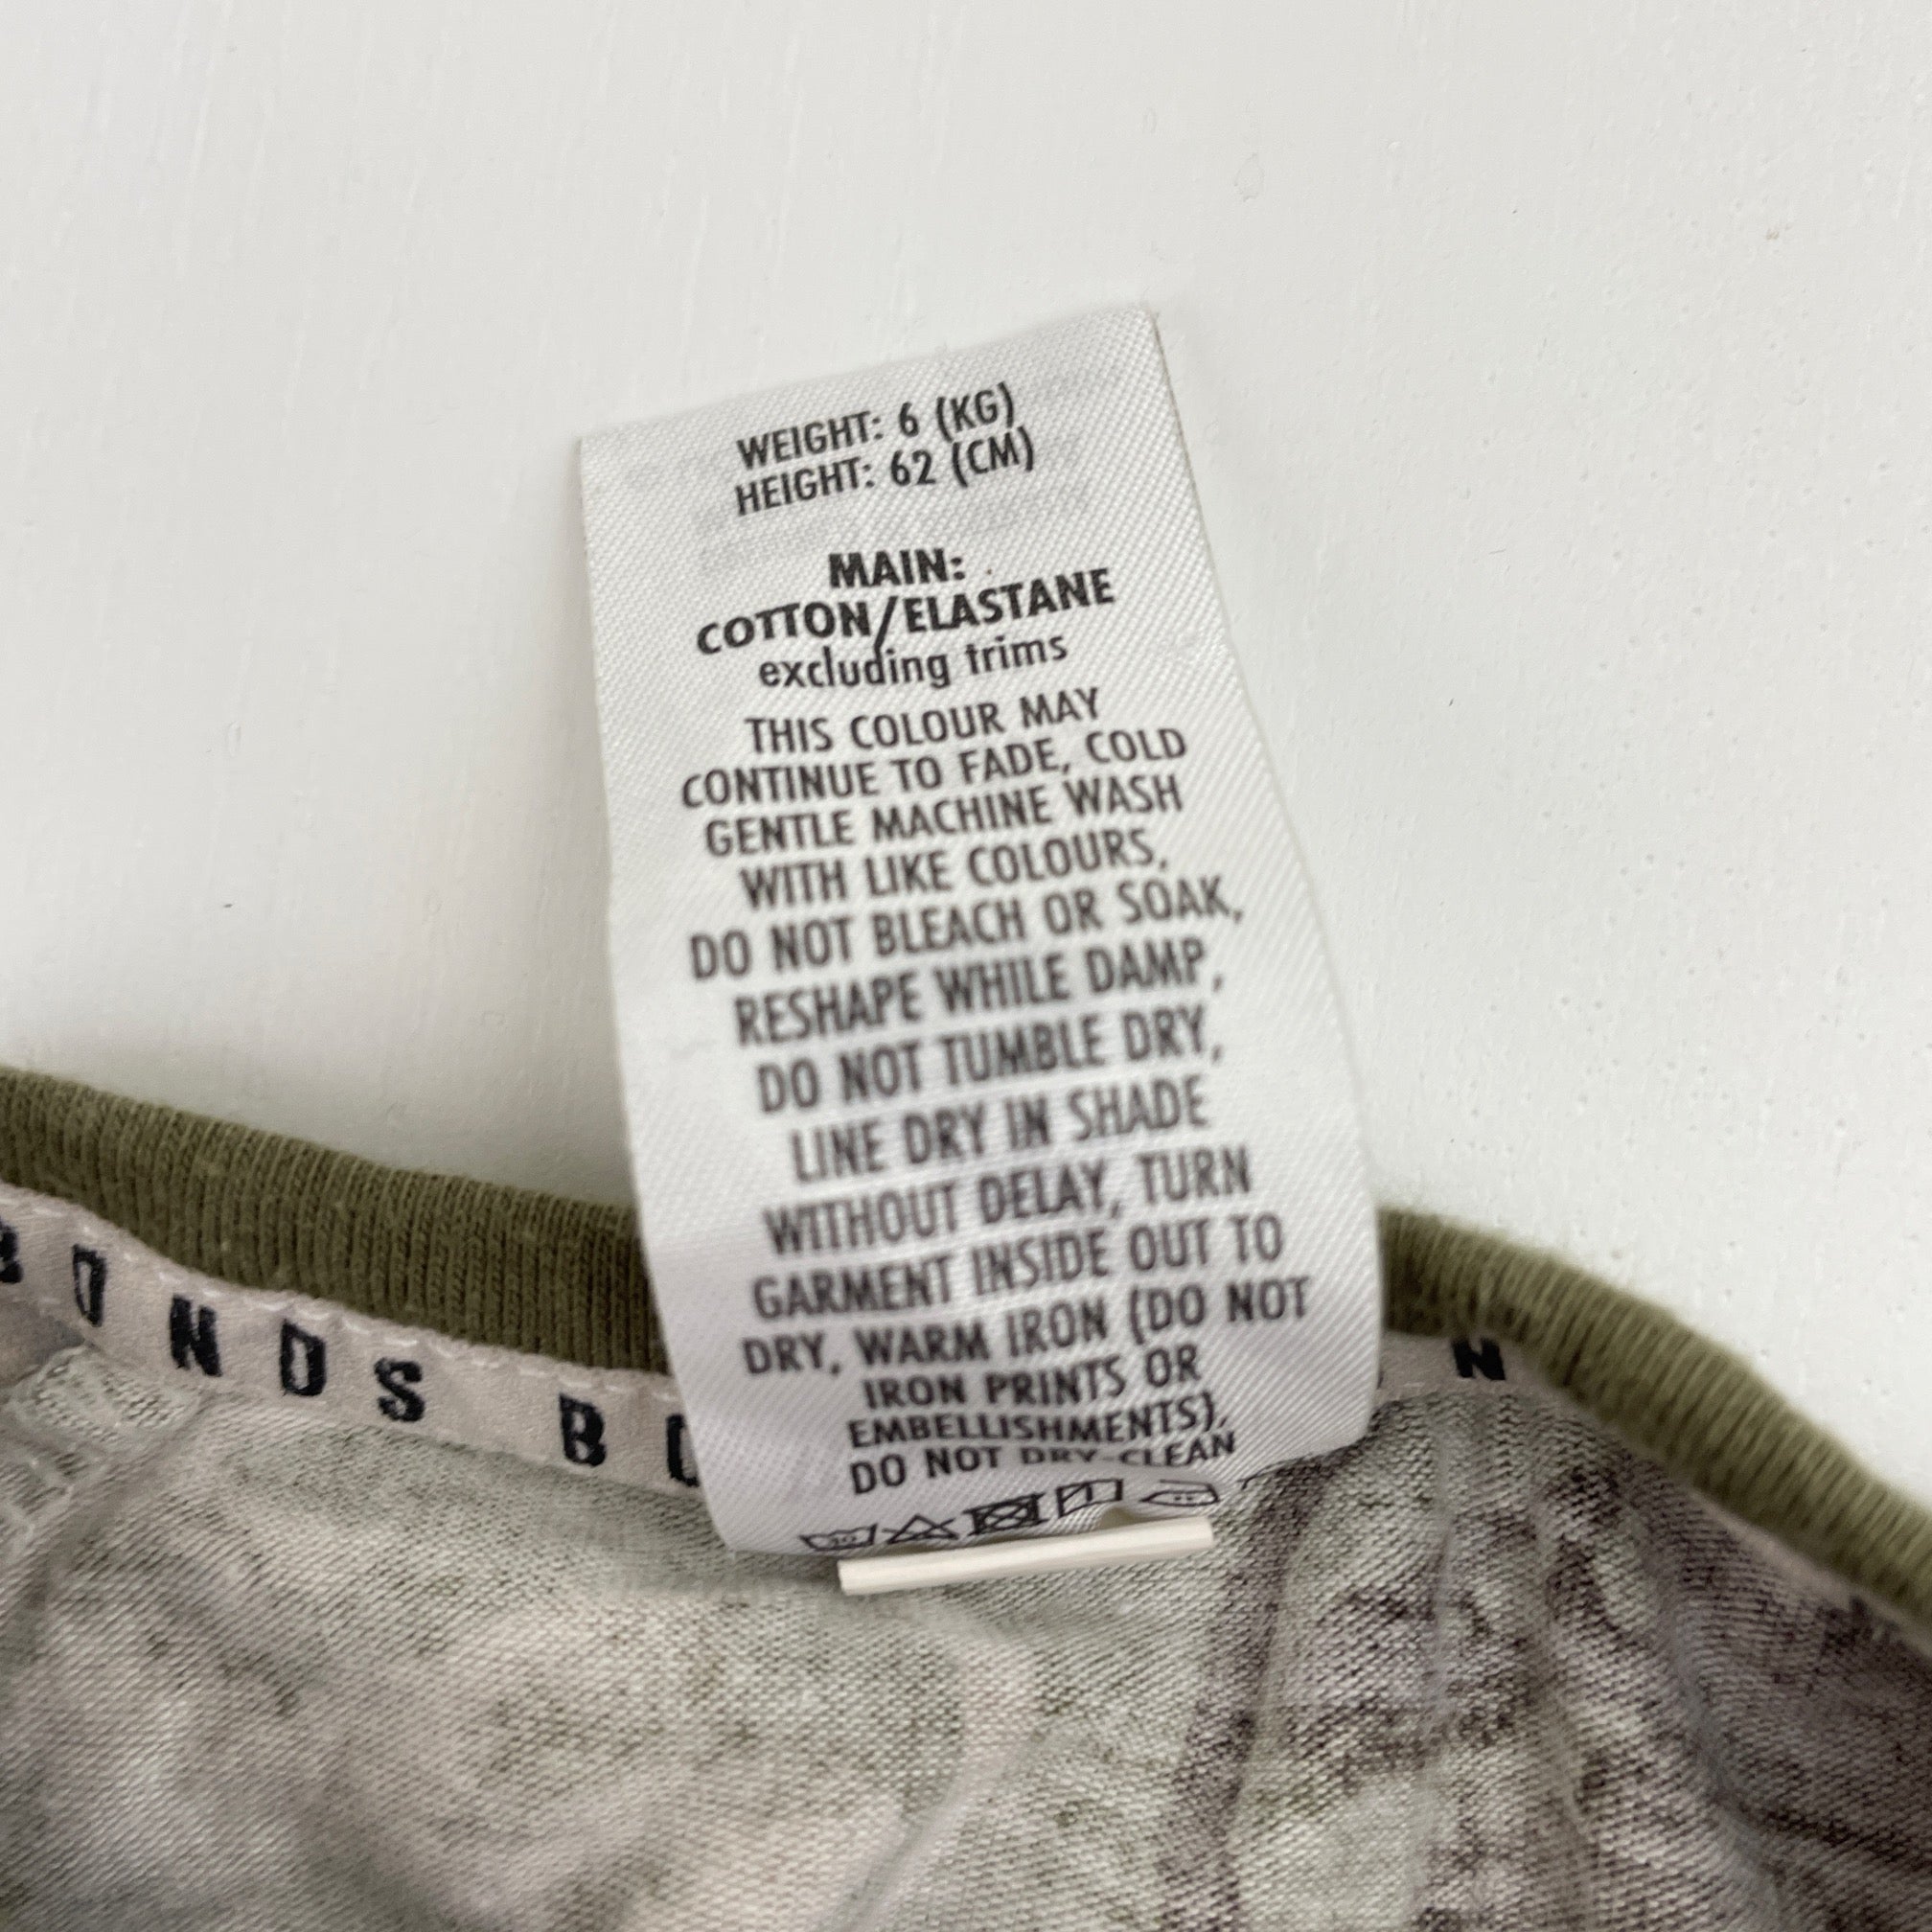 WEIGHT: 6 (KG)
HEIGHT: 62 (CM)
MAIN:
COTTON/ELASTANE
excluding trims
THIS COLOUR MAY
CONTINUE TO FADE, COLD
GENTLE MACHINE WASH
WITH LIKE COLOURS,
DO NOT BLEACH OR SOAK,
RESHAPE WHILE DAMP,
DO NOT TUMBLE DRY,
LINE DRY IN SHADE
WITHOUT DELAY, TURN
GARMENT INSIDE OUT TO
DRY, WARM IRON (DO NOT
IRON PRINTS OR
EMBELLISHMENTS),
DO NOT DRY-CLEAN
BONDS BO
N